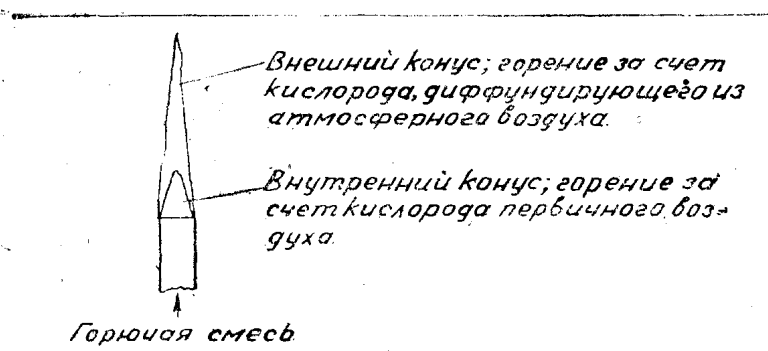 Внешний конус; горение за счет
кислорода, диффундирующего из
атмосферного воздуха.
Внутренний конус; горение за
счет кислорода первичного воз-
духа.
Горючая смесь